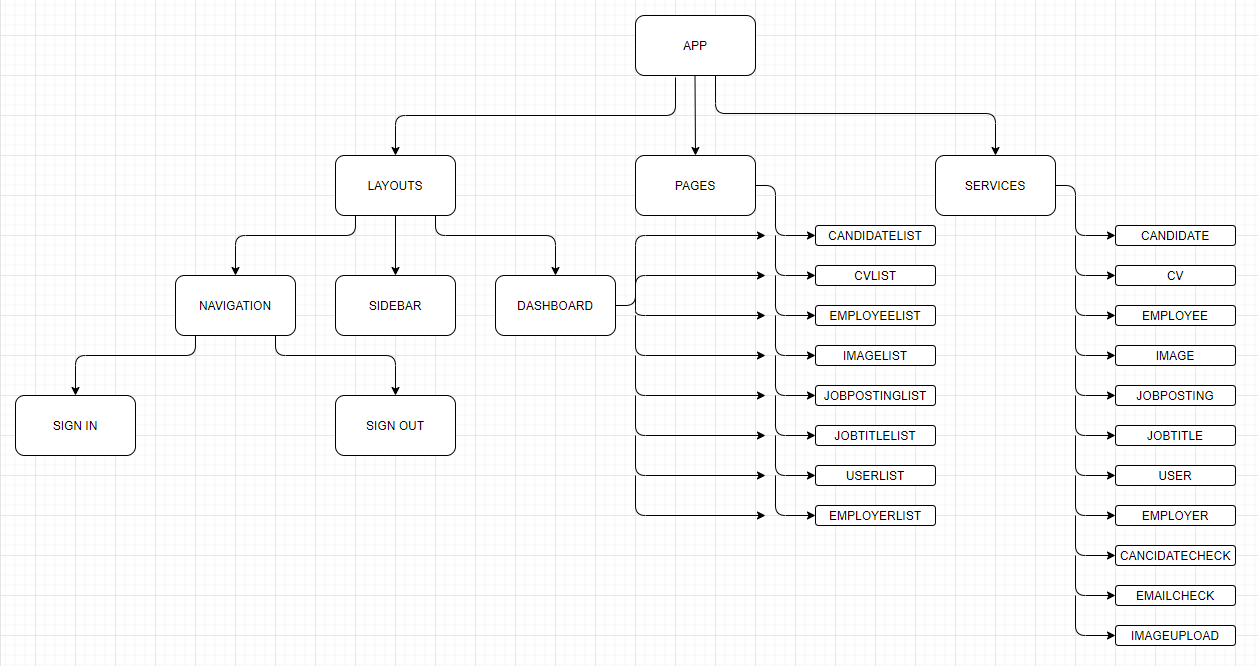 APP
LAYOUTS
PAGES
SERVICES
CANDIDATELIST
CANDIDATE
CVLIST
CV
NAVIGATION
SIDEBAR
DASHBOARD
EMPLOYEELIST
EMPLOYEE
IMAGELIST
IMAGE
JOBPOSTINGLIST
JOBPOSTING
SIGN IN
SIGN OUT
JOBTITLELIST
JOBTITLE
USERLIST
USER
EMPLOYERLIST
EMPLOYER
CANCIDATECHECK
EMAILCHECK
IMAGEUPLOAD